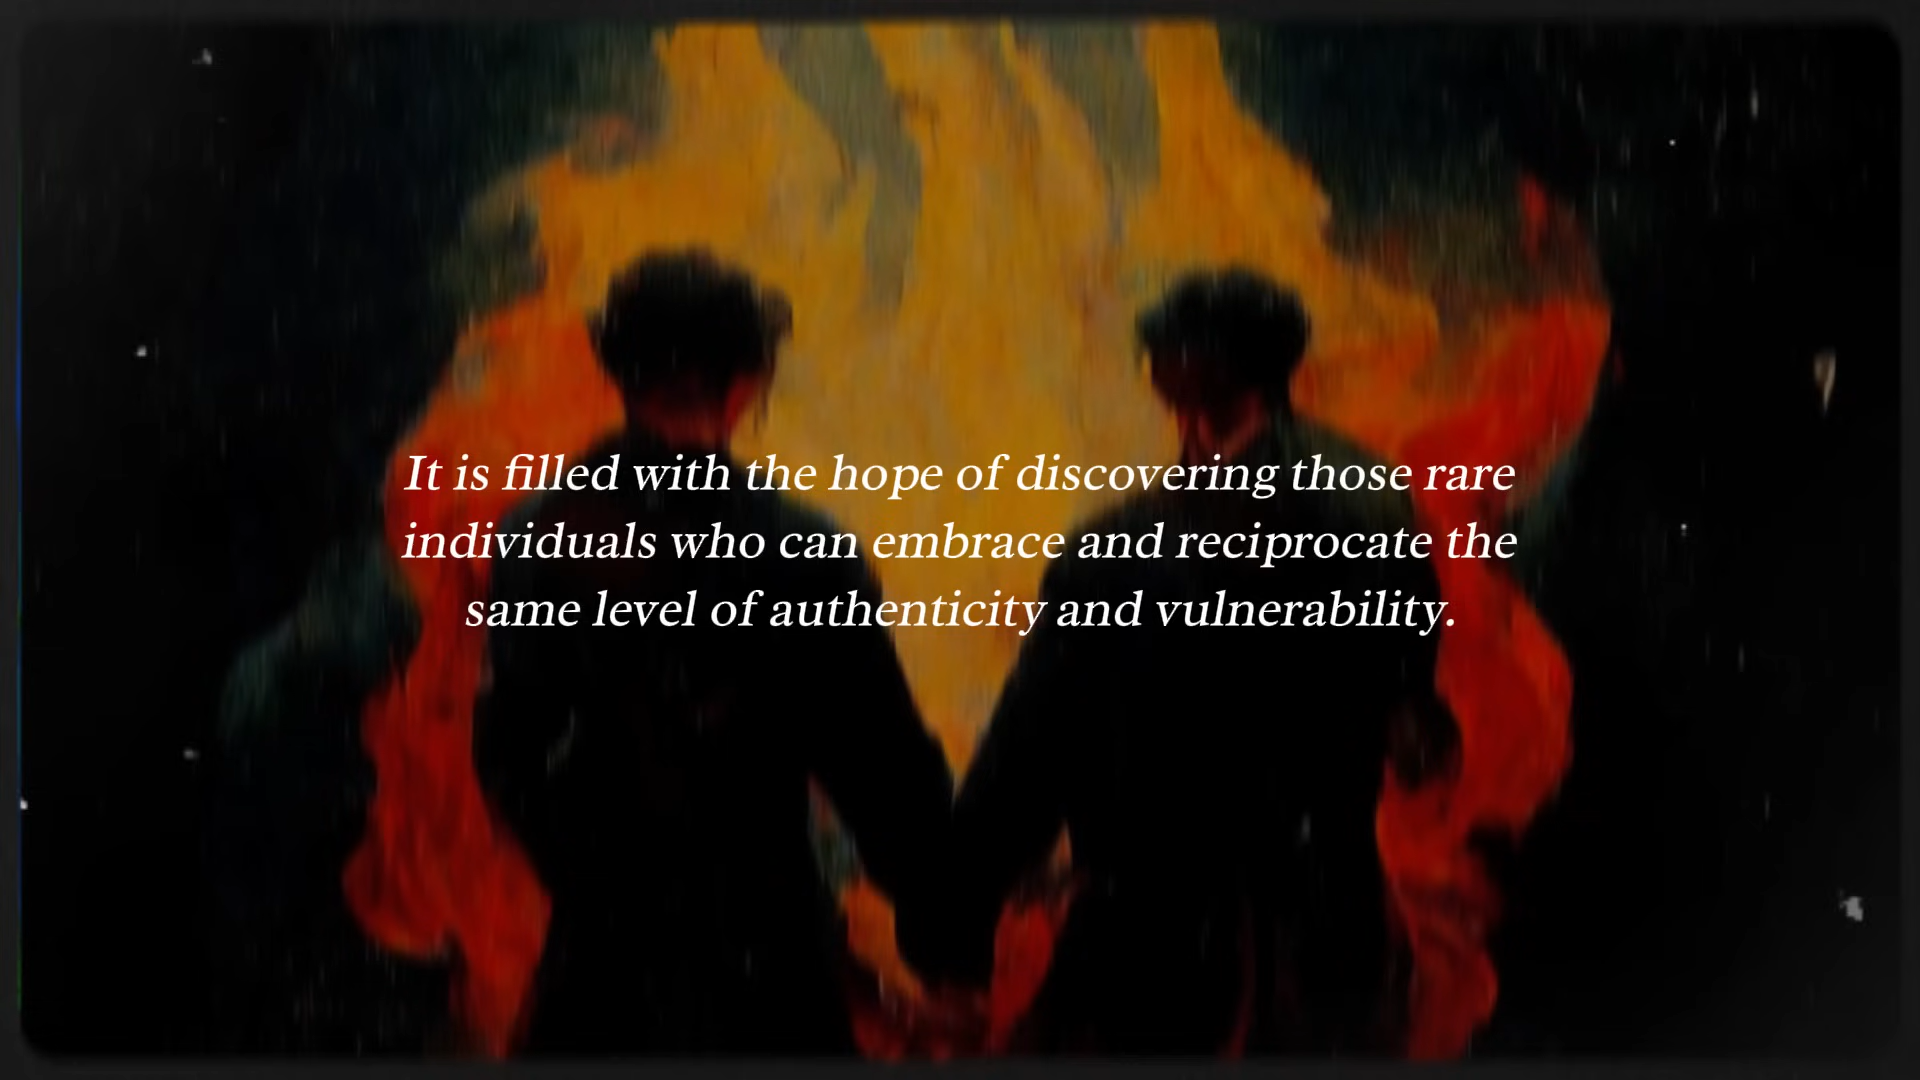 It is filled with the hope of discovering those rare
individuals who can embrace and reciprocate the
same level of authenticity and vulnerability.